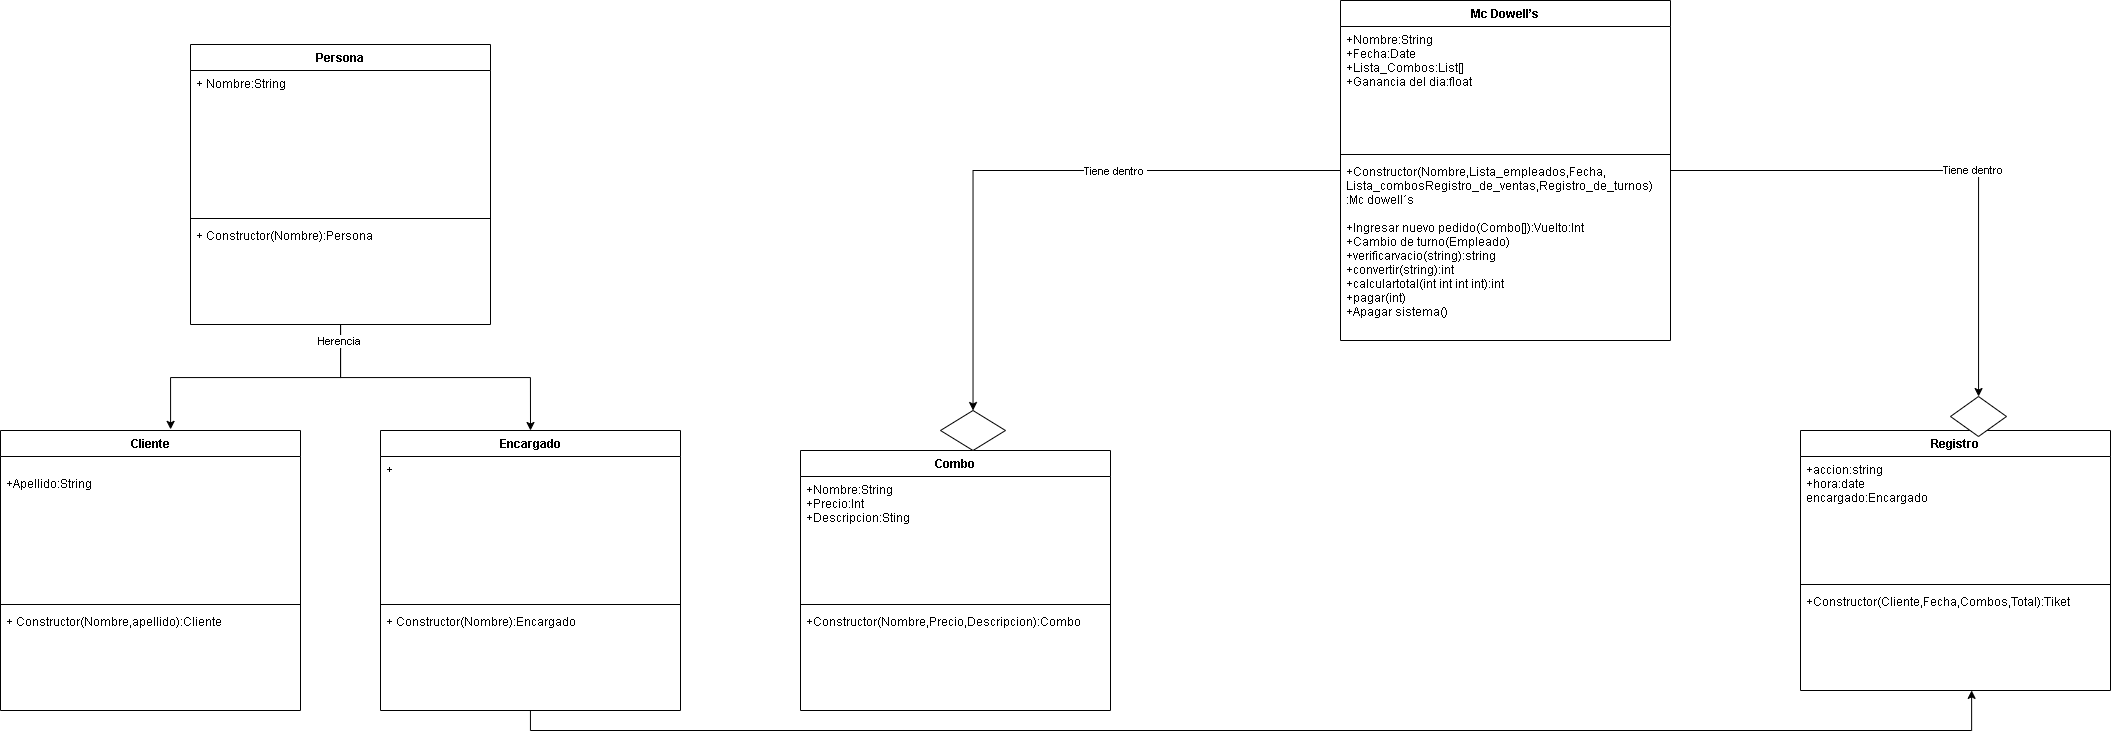 Persona
+ Nombre:String
+ Constructor(Nombre):Persona
Herencia
Cliente
+Apellido:String
+ Constructor(Nombre,apellido):Cliente
Encargado
+
+ Constructor(Nombre):Encargado
Mc Dowell's
+Nombre:String
+Fecha:Date
+Lista_Combos:List[]
+Ganancia del dia:float
+Constructor(Nombre,Lista_empleados,Fecha,
Lista_combosRegistro_de_ventas,Registro_de_turnos)
:Mc dowell´s
+Ingresar nuevo pedido(Combo[]):Vuelto:Int
+Cambio de turno(Empleado)
+verificarvacio(string):string
+convertir(string):int
+calculartotal(int int int int):int
+pagar(int)
+Apagar sistema()
Tiene dentro
Tiene dentro
Combo
+Nombre:String
+Precio:Int
+Descripcion:Sting
+Constructor(Nombre,Precio,Descripcion):Combo
Registro
+accion:string
+hora:date
encargado:Encargado
+Constructor(Cliente,Fecha,Combos,Total):Tiket